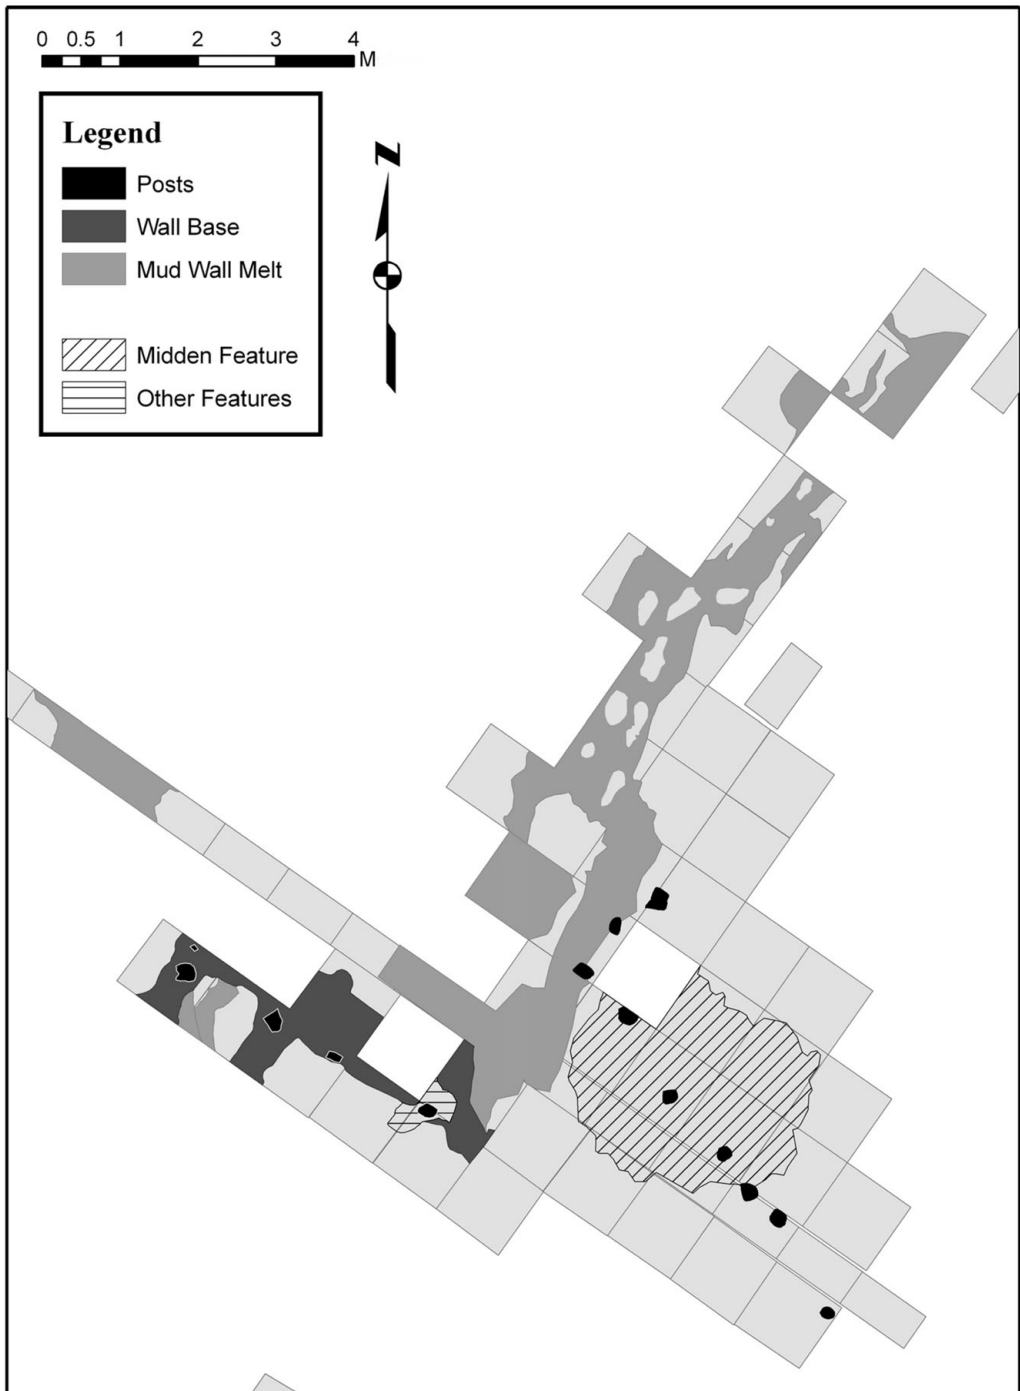 0 0.5 1 2 3 4
M
Legend
Posts
Wall Base
Mud Wall Melt
Midden Feature
Other Features
N